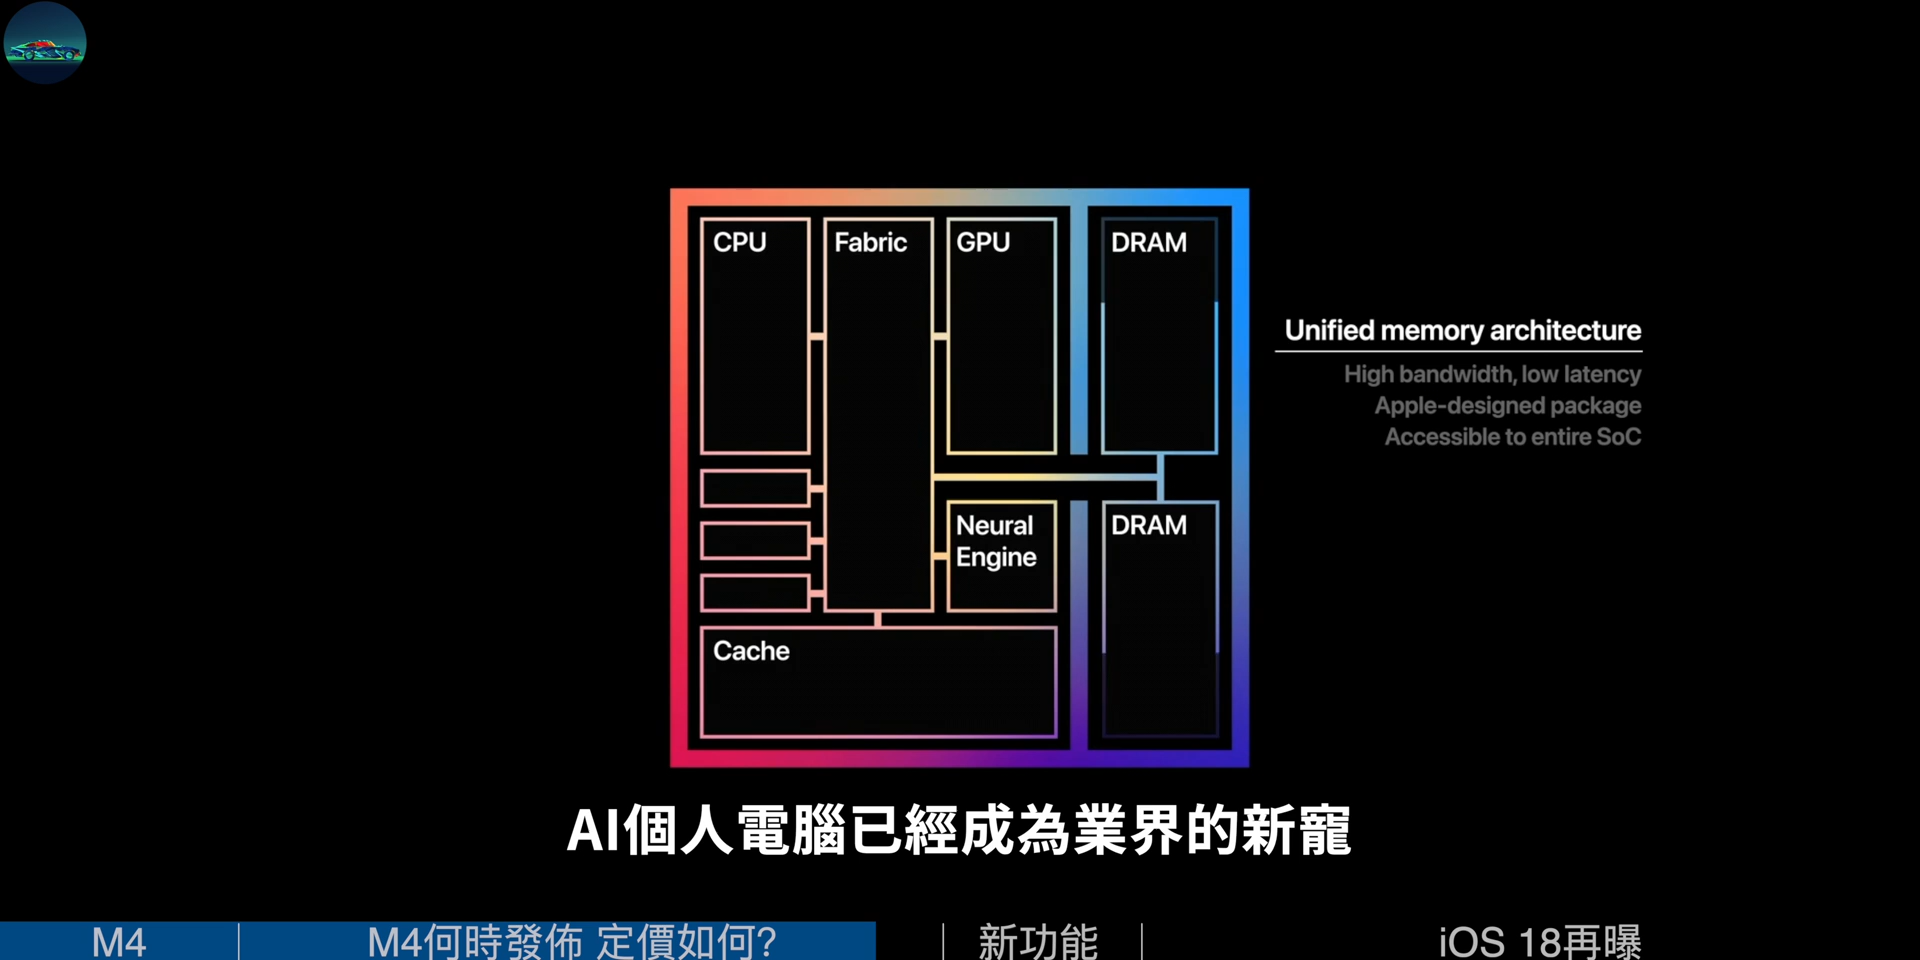 CPU
Fabric
GPU
DRAM
Unified memory architecture
High bandwidth, low latency
Apple-designed package
Accessible to entire SoC
Neural
Engine
DRAM
Cache
AI個人電腦已經成為業界的新寵
M4
M4何時發佈 定價如何?
新功能
iOS 18再曝